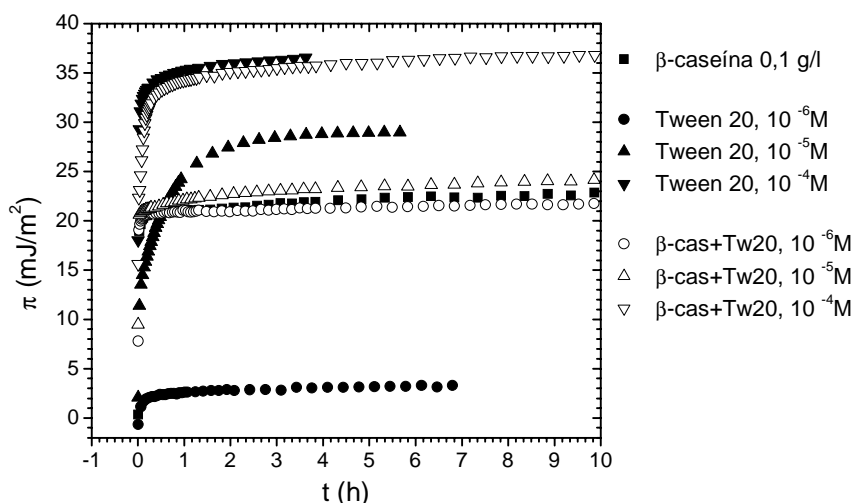 40
35
30
25
20
15
10
5
0
π (mJ/m²)
-1 0 1 2 3 4 5 6 7 8 9 10
t (h)
β-caseína 0,1 g/l
Tween 20, 10 ⁻⁶M
Tween 20, 10 ⁻⁵M
Tween 20, 10 ⁻⁴M
β-cas+Tw20, 10 ⁻⁶M
β-cas+Tw20, 10 ⁻⁵M
β-cas+Tw20, 10 ⁻⁴M